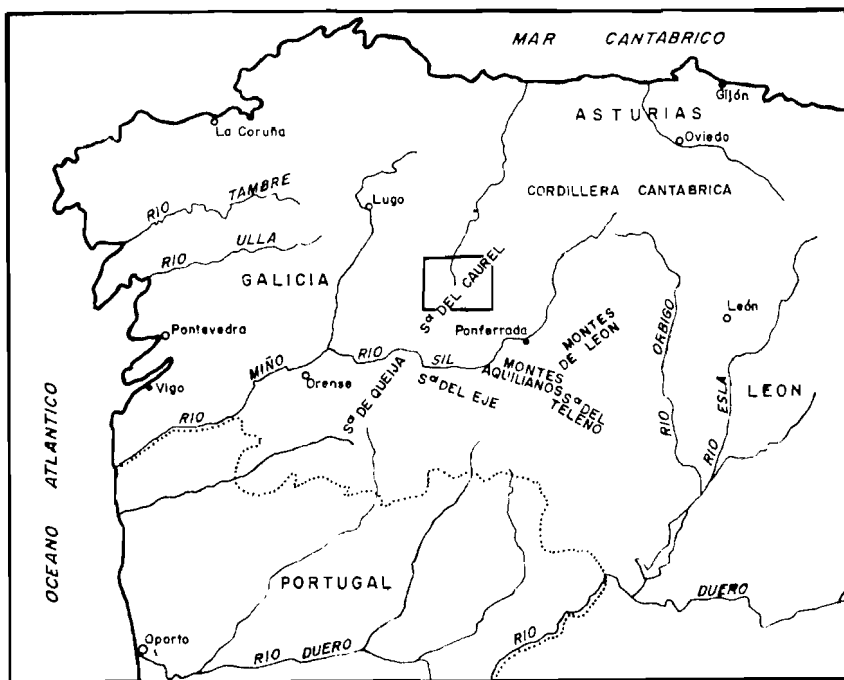 MAR CANTABRICO
Gijón
ASTURIAS
La Coruña
Oviedo
CORDILLERA CANTABRICA
RIO TAMBRE
Lugo
RIO ULLA
GALICIA
Sª DEL CAUREL
León
Pontevedra
Ponferrada
MONTES
DE LEON
RIO ORBIGO
RIO ESLA
LEON
MIÑO
RIO SIL
Orense
Vigo
Sª DE QUEIJA
Sª DEL EJE
MONTES
AQUILIANOS
Sª DEL
TELENO
RIO
OCEANO ATLANTICO
PORTUGAL
DUERO
RIO
Oporto
RIO DUERO